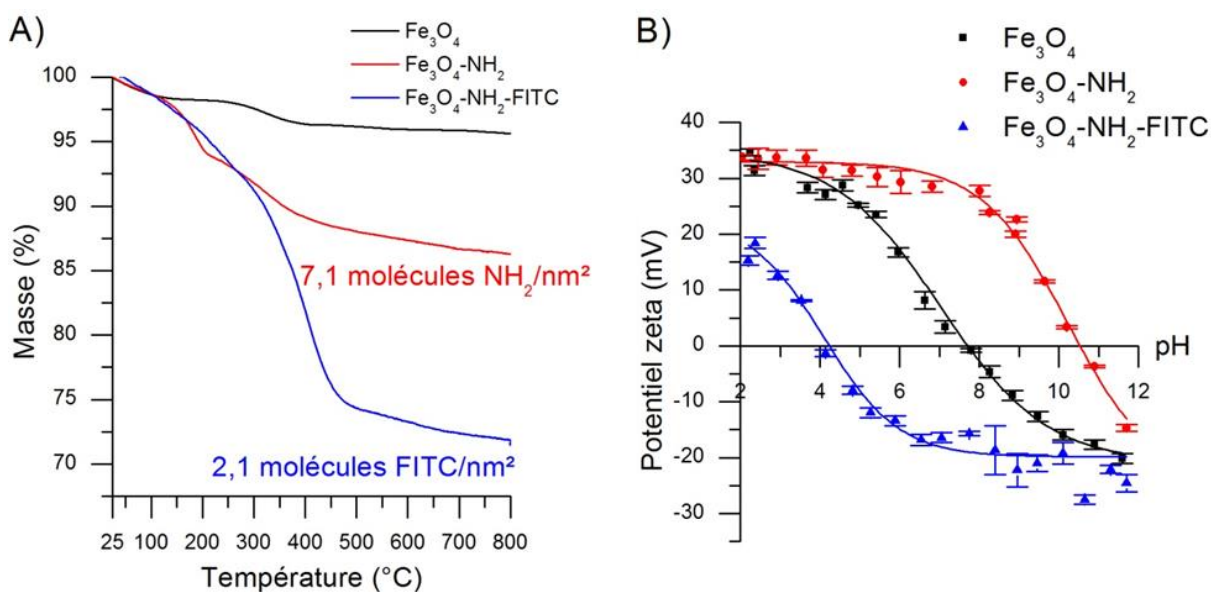 A)
Fe₃O₄
Fe₃O₄-NH₂
Fe₃O₄-NH₂-FITC
100
95
90
85
80
75
70
Masse (%)
7,1 molécules NH₂/nm²
2,1 molécules FITC/nm²
25 100 200 300 400 500 600 700 800
Température (°C)
B)
Fe₃O₄
Fe₃O₄-NH₂
Fe₃O₄-NH₂-FITC
40
30
20
10
0
-10
-20
-30
Potentiel zeta (mV)
2 4 6 8 10 12
pH